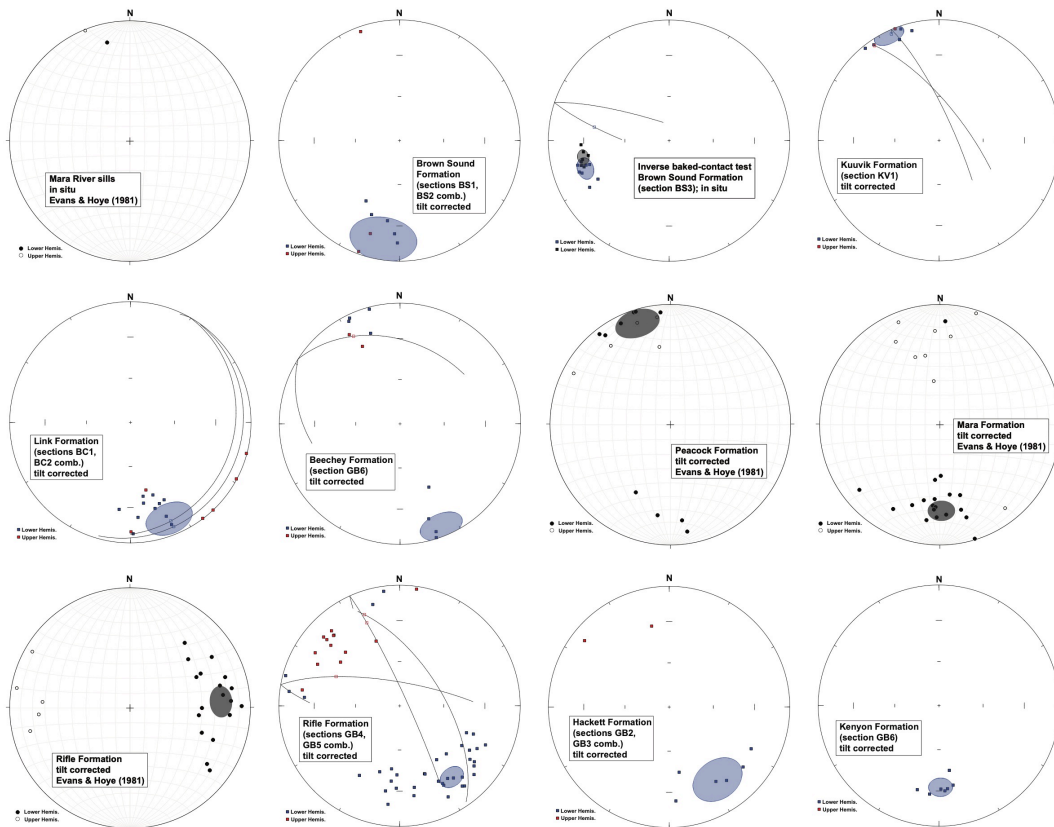 N
Mara River sills
in situ
Evans & Hoye (1981)
Lower Hemis.
Upper Hemis.
N
Brown Sound
Formation
(sections BS1,
BS2 comb.)
tilt corrected
Lower Hemis.
Upper Hemis.
N
Inverse baked-contact test
Brown Sound Formation
(section BS3); in situ
Lower Hemis.
Lower Hemis.
N
Kuuvik Formation
(section KV1)
tilt corrected
Lower Hemis.
Upper Hemis.
N
Link Formation
(sections BC1,
BC2 comb.)
tilt corrected
Lower Hemis.
Upper Hemis.
N
Beechey Formation
(section GB6)
tilt corrected
Lower Hemis.
Upper Hemis.
N
Peacock Formation
tilt corrected
Evans & Hoye (1981)
Lower Hemis.
Upper Hemis.
N
Mara Formation
tilt corrected
Evans & Hoye (1981)
Lower Hemis.
Upper Hemis.
N
Rifle Formation
tilt corrected
Evans & Hoye (1981)
Lower Hemis.
Upper Hemis.
N
Rifle Formation
(sections GB4,
GB5 comb.)
tilt corrected
Lower Hemis.
Upper Hemis.
N
Hackett Formation
(sections GB2,
GB3 comb.)
tilt corrected
Lower Hemis.
Upper Hemis.
N
Kenyon Formation
(section GB6)
tilt corrected
Lower Hemis.
Upper Hemis.